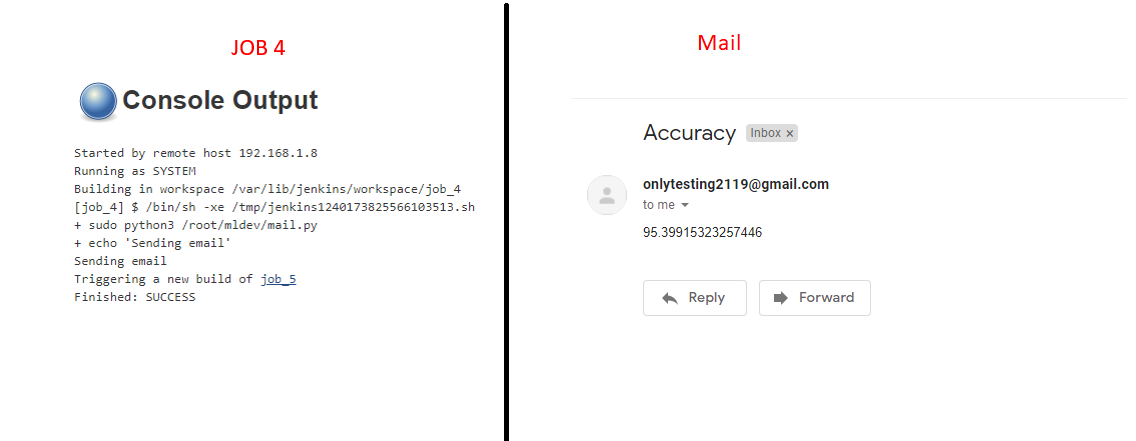 JOB 4
Console Output
Started by remote host 192.168.1.8
Running as SYSTEM
Building in workspace /var/lib/jenkins/workspace/job_4
[job_4] $ /bin/sh -xe /tmp/jenkins1240173825566103513.sh
+ sudo python3 /root/mldev/mail.py
+ echo 'Sending email'
Sending email
Triggering a new build of job_5
Finished: SUCCESS
Mail
Accuracy Inbox ×
onlytesting2119@gmail.com
to me
95.39915323257446
Reply Forward